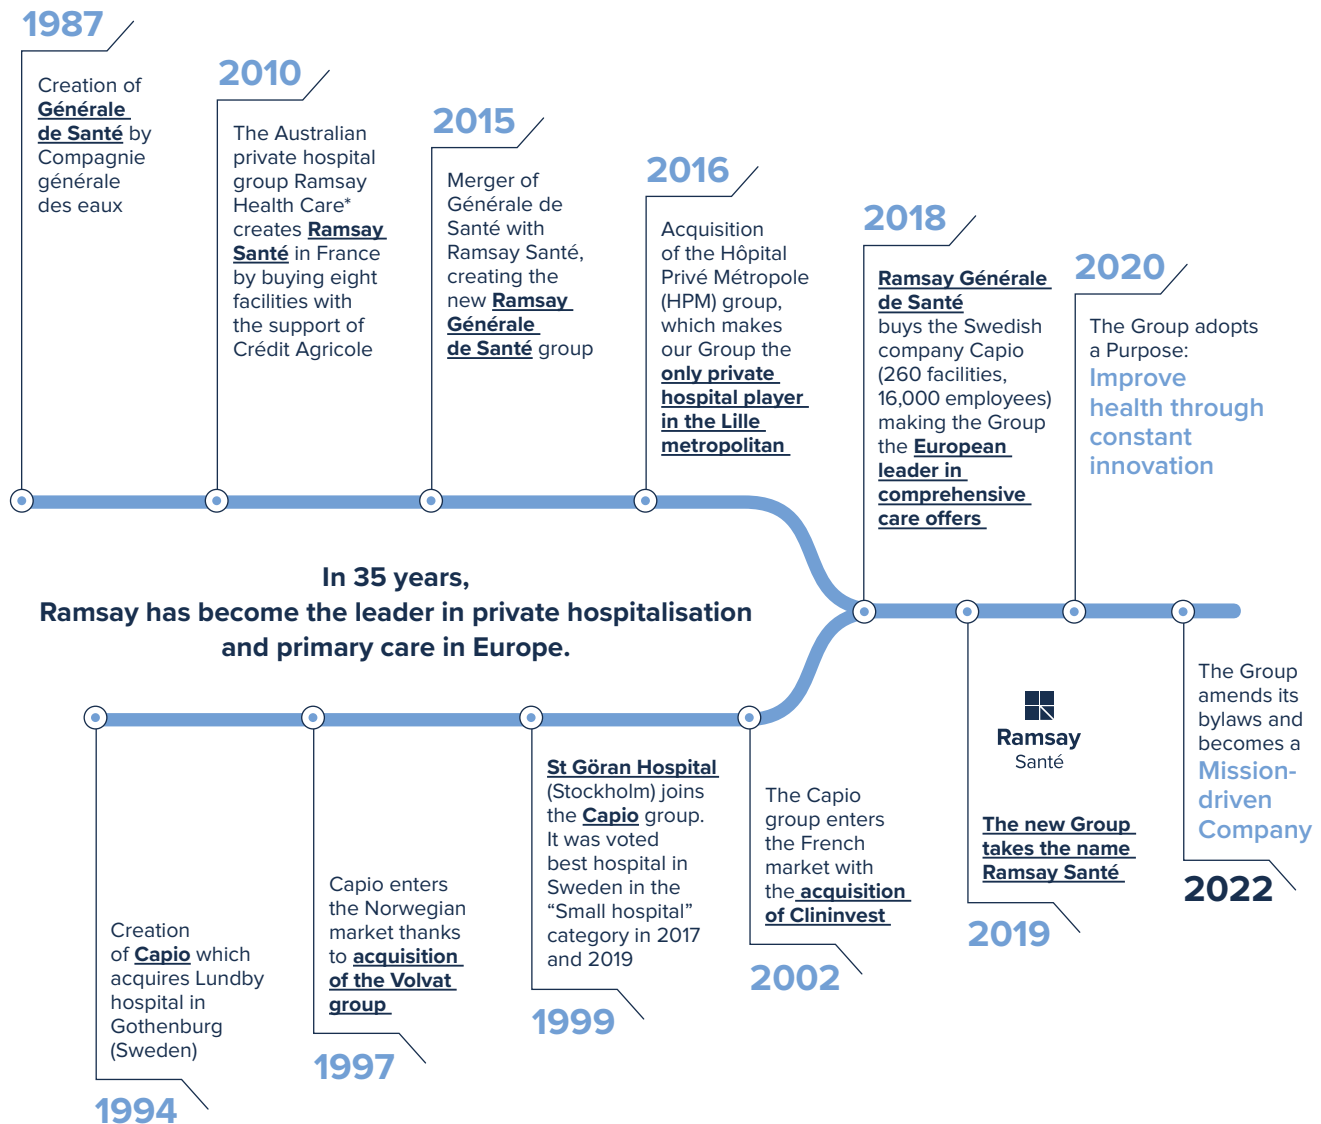 1987
Creation of
Générale
de Santé by
Compagnie
générale
des eaux
2010
The Australian
private hospital
group Ramsay
Health Care*
creates Ramsay
Santé in France
by buying eight
facilities with
the support of
Crédit Agricole
2015
Merger of
Générale de
Santé with
Ramsay Santé,
creating the
new Ramsay
Générale
de Santé group
2016
Acquisition
of the Hôpital
Privé Métropole
(HPM) group,
which makes
our Group the
only private
hospital player
in the Lille
metropolitan
2018
Ramsay Générale
de Santé
buys the Swedish
company Capio
(260 facilities,
16,000 employees)
making the Group
the European
leader in
comprehensive
care offers
2020
The Group adopts
a Purpose:
Improve
health through
constant
innovation
In 35 years,
Ramsay has become the leader in private hospitalisation
and primary care in Europe.
Creation
of Capio which
acquires Lundby
hospital in
Gothenburg
(Sweden)
1994
Capio enters
the Norwegian
market thanks
to acquisition
of the Volvat
group
1997
St Göran Hospital
(Stockholm) joins
the Capio group.
It was voted
best hospital in
Sweden in the
“Small hospital”
category in 2017
and 2019
1999
The Capio
group enters
the French
market with
the acquisition
of Clininvest
2002
Ramsay
Santé
The new Group
takes the name
Ramsay Santé
2019
The Group
amends its
bylaws and
becomes a
Mission-
driven
Company
2022